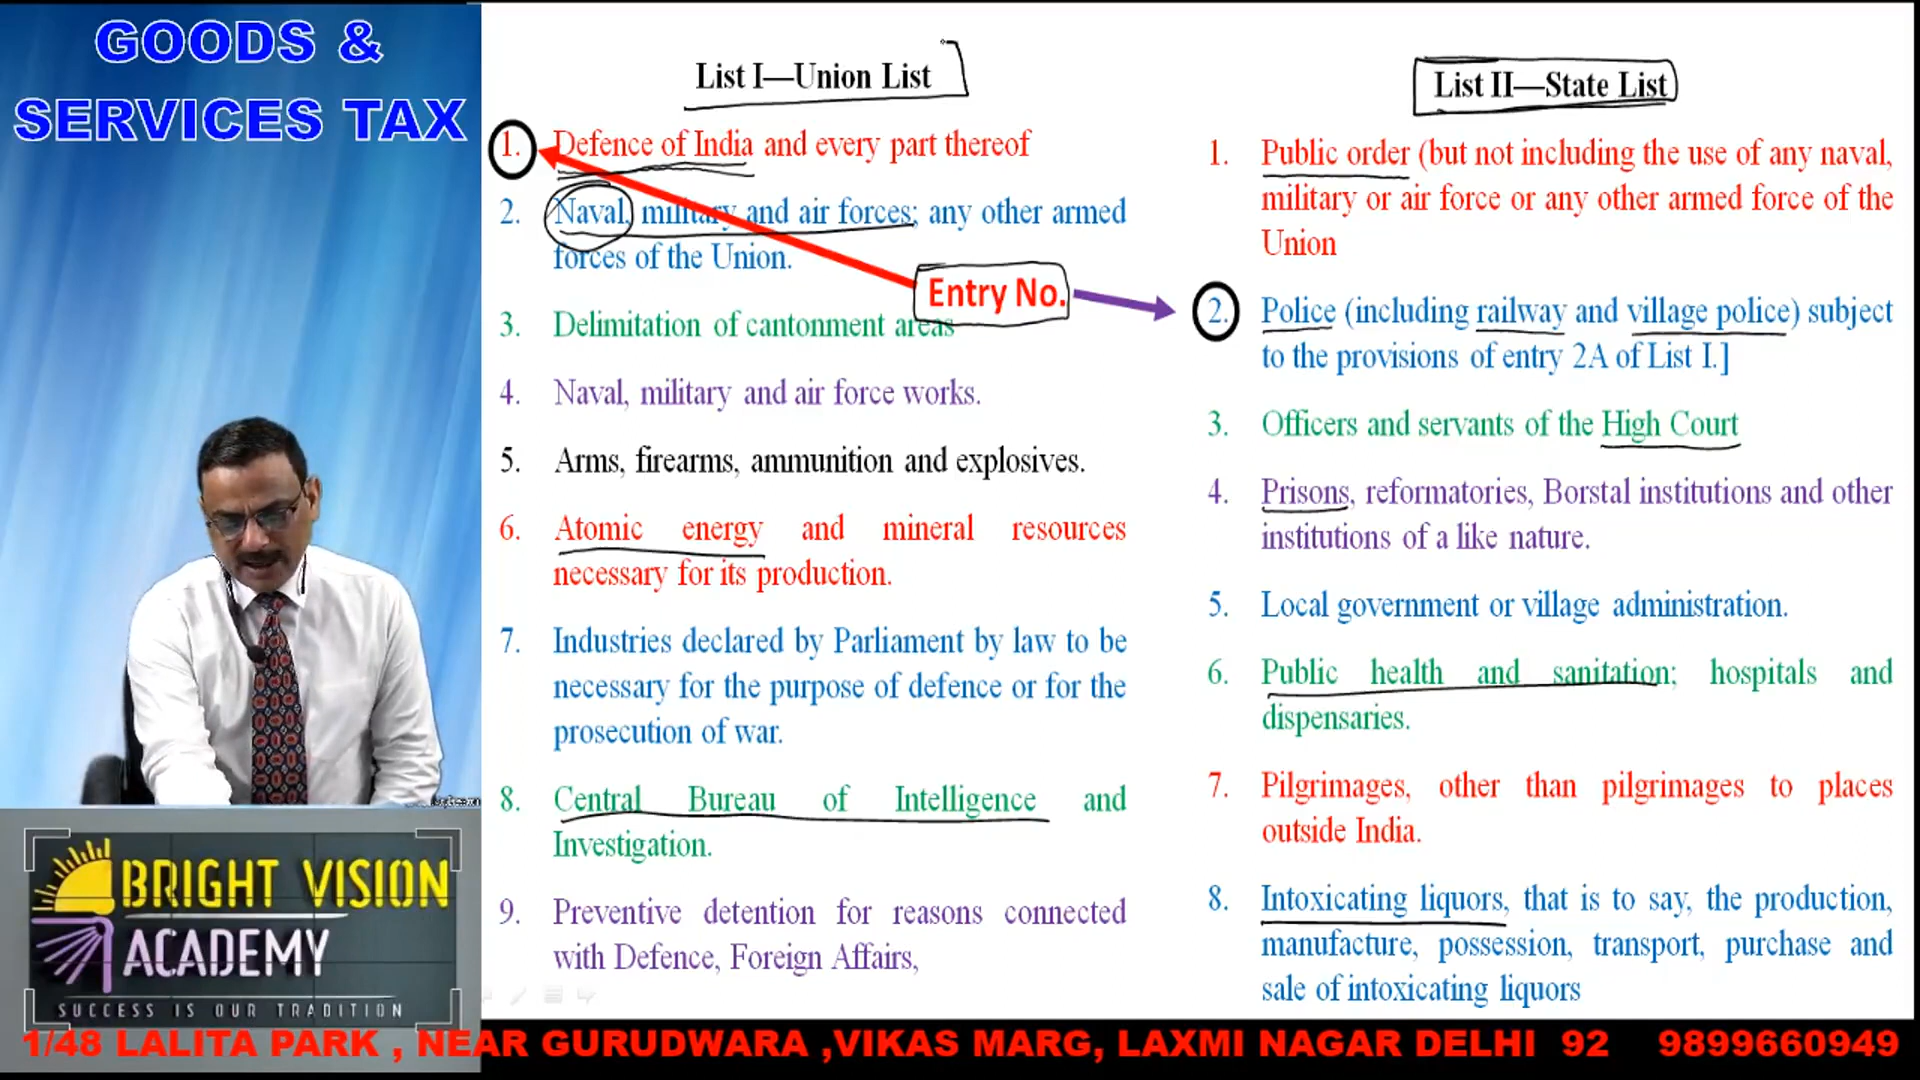 GOODS &
SERVICES TAX
List I—Union List
1. Defence of India and every part thereof
2. Naval, military and air forces; any other armed
forces of the Union.
3. Delimitation of cantonment areas
4. Naval, military and air force works.
5. Arms, firearms, ammunition and explosives.
6. Atomic energy and mineral resources
necessary for its production.
7. Industries declared by Parliament by law to be
necessary for the purpose of defence or for the
prosecution of war.
8. Central Bureau of Intelligence and
Investigation.
9. Preventive detention for reasons connected
with Defence, Foreign Affairs,
Entry No.
List II—State List
1. Public order (but not including the use of any naval,
military or air force or any other armed force of the
Union
2. Police (including railway and village police) subject
to the provisions of entry 2A of List I.]
3. Officers and servants of the High Court
4. Prisons, reformatories, Borstal institutions and other
institutions of a like nature.
5. Local government or village administration.
6. Public health and sanitation; hospitals and
dispensaries.
7. Pilgrimages, other than pilgrimages to places
outside India.
8. Intoxicating liquors, that is to say, the production,
manufacture, possession, transport, purchase and
sale of intoxicating liquors
BRIGHT VISION
ACADEMY
SUCCESS IS OUR TRADITION
1/48 LALITA PARK , NEAR GURUDWARA ,VIKAS MARG, LAXMI NAGAR DELHI 92 9899660949